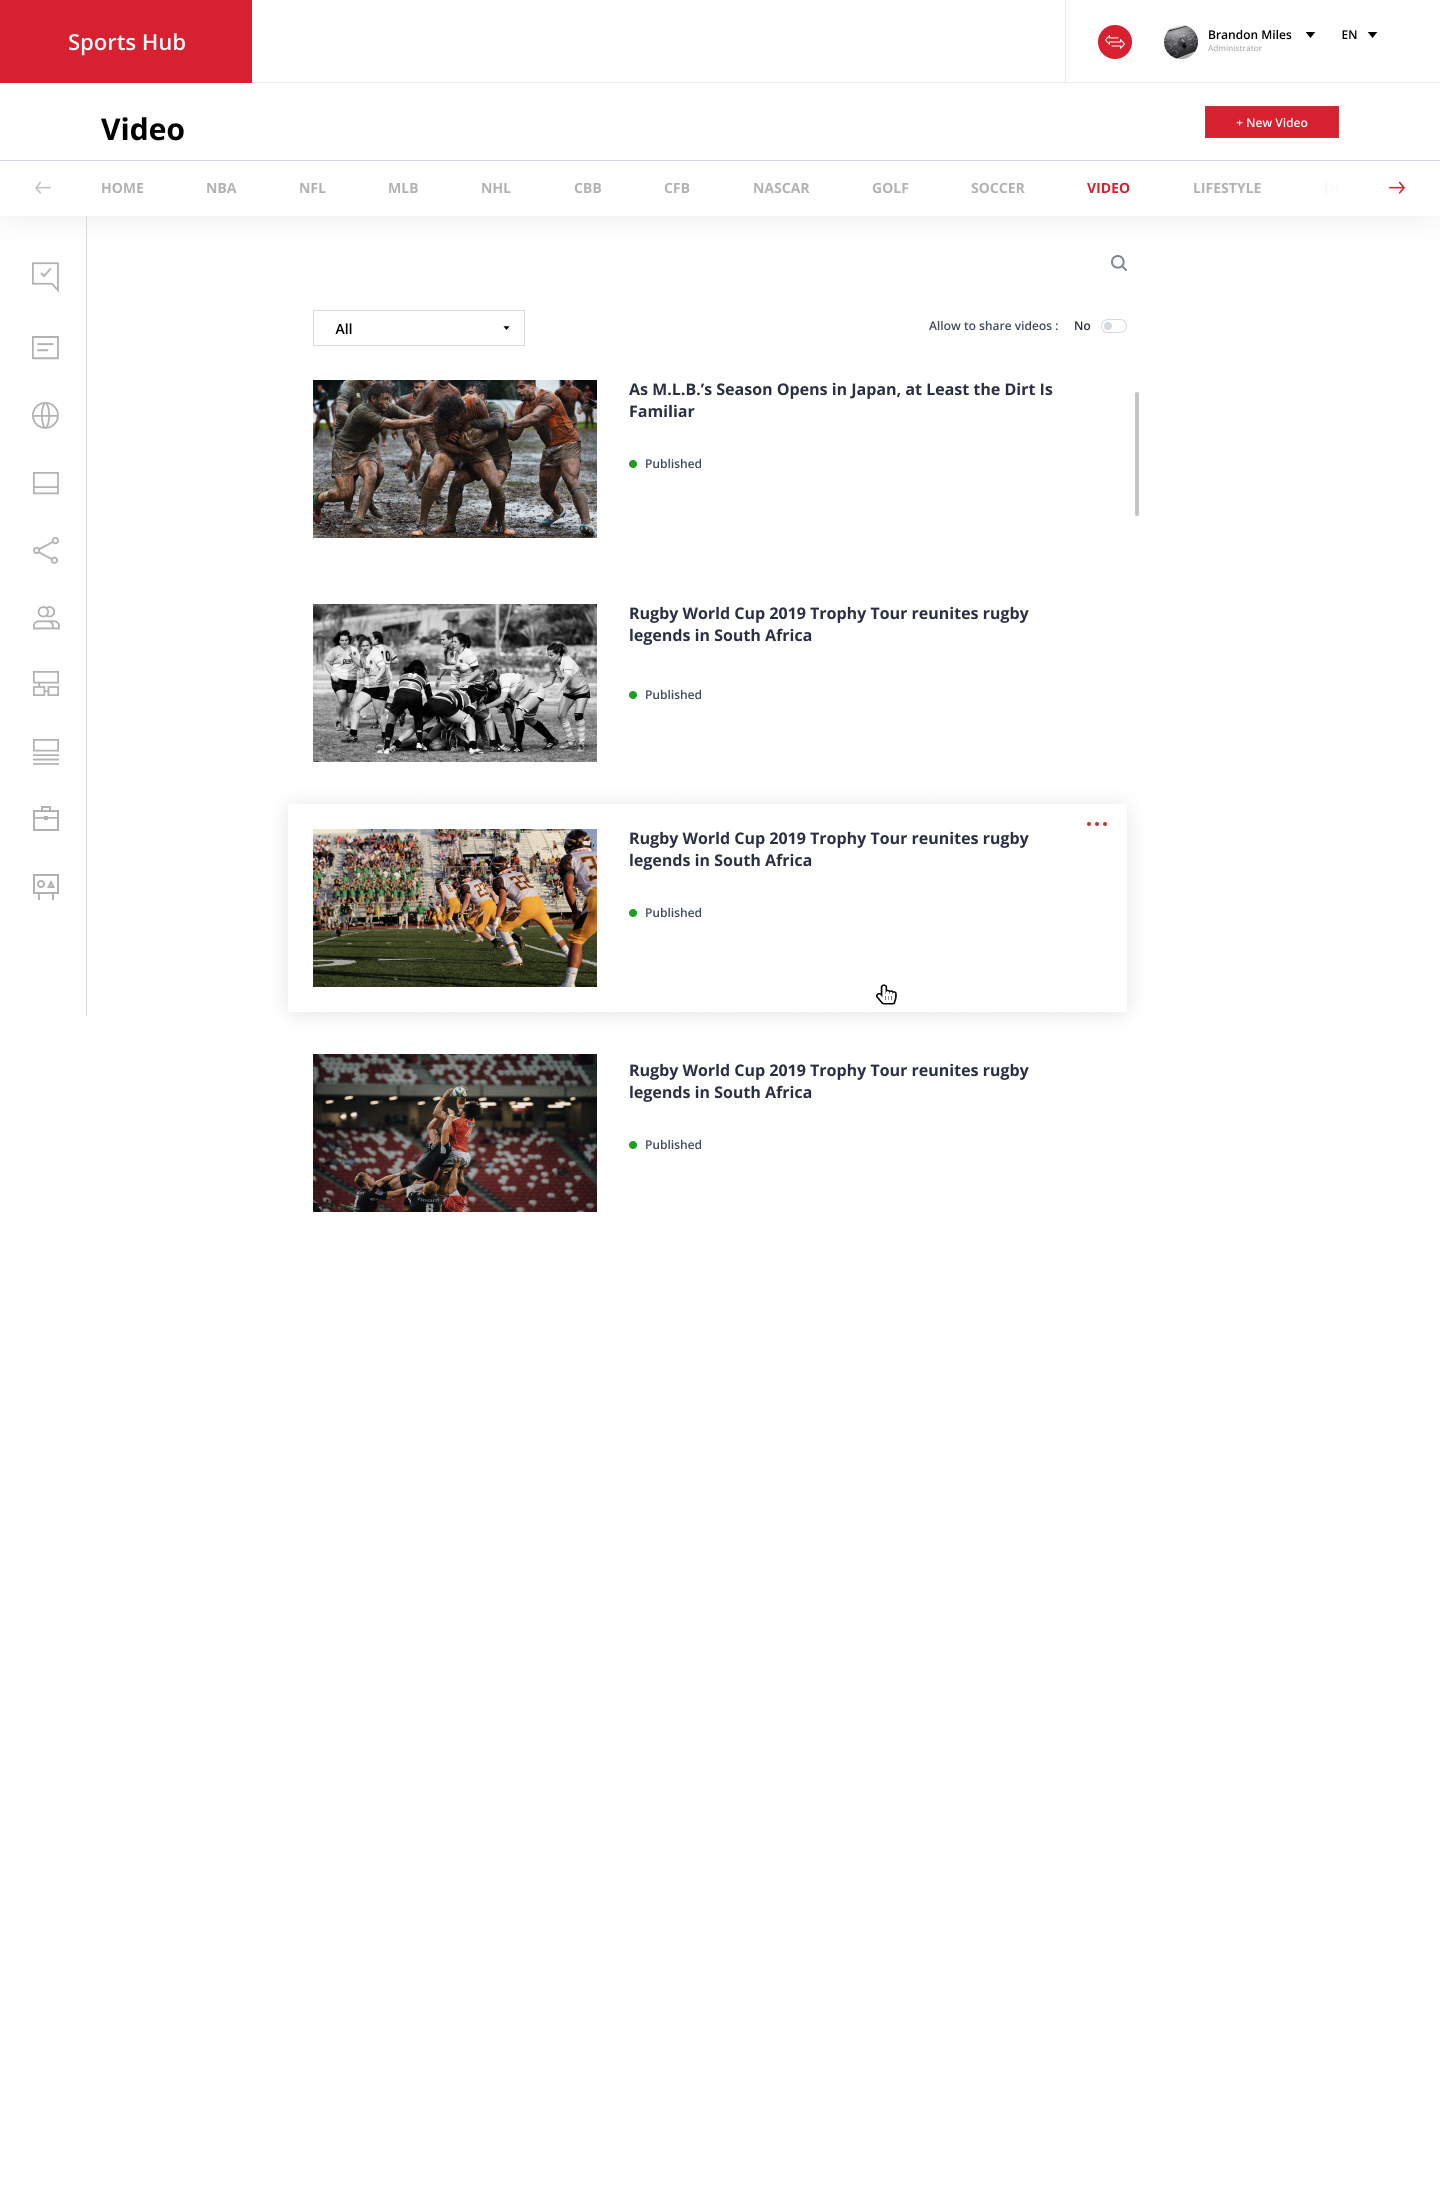 Sports Hub
Brandon Miles
Administrator
EN
Video
+ New Video
HOME NBA NFL MLB NHL CBB CFB NASCAR GOLF SOCCER VIDEO LIFESTYLE
All
Allow to share videos : No
As M.L.B.’s Season Opens in Japan, at Least the Dirt Is
Familiar
Published
Rugby World Cup 2019 Trophy Tour reunites rugby
legends in South Africa
Published
Rugby World Cup 2019 Trophy Tour reunites rugby
legends in South Africa
Published
Rugby World Cup 2019 Trophy Tour reunites rugby
legends in South Africa
Published